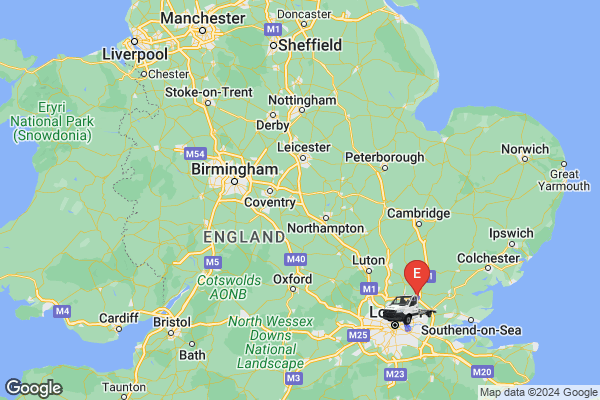 Doncaster
Manchester
M1
Liverpool
Sheffield
Chester
Stoke-on-Trent
Eryri
National Park
(Snowdonia)
Nottingham
Derby
Leicester
M54
Peterborough
Norwich
Birmingham
Great
Yarmouth
Coventry
Cambridge
Northampton
Ipswich
ENGLAND
M40
M5
Luton
Colchester
E
Cotswolds
AONB
Oxford
M1
M4
Cardiff
Bristol
North Wessex
Downs
National
Landscape
M25
Southend-on-Sea
Bath
M20
M3
M23
Taunton
Google
Google
Map data ©2024 Google